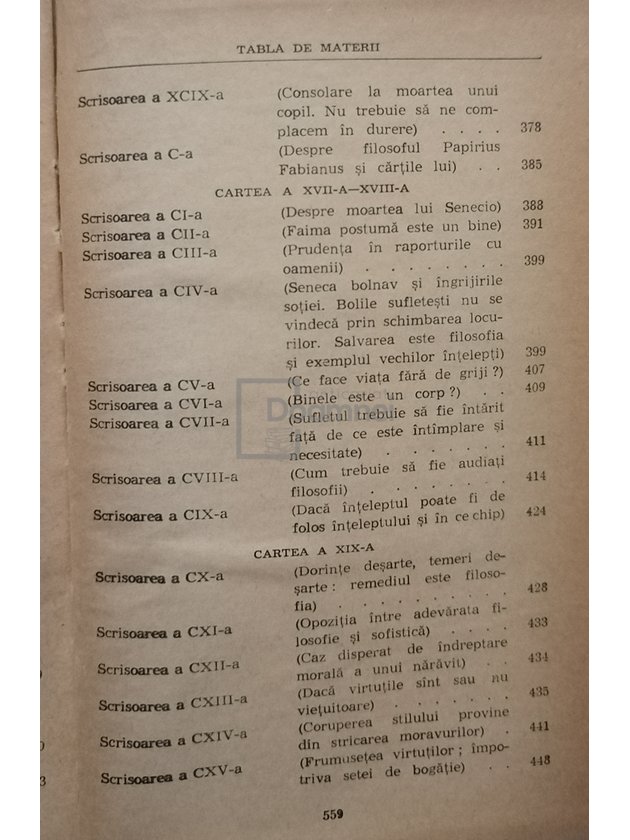 TABLA DE MATERII
Scrisoarea a XCIX-a (Consolare la moartea unui
copil. Nu trebuie să ne com-
placem în durere) . . . . 378
Scrisoarea a C-a (Despre filosoful Papirius
Fabianus și cărțile lui) . . 385
CARTEA A XVII-A—XVIII-A
Scrisoarea a CI-a (Despre moartea lui Senecio) 388
Scrisoarea a CII-a (Faima postumă este un bine) 391
Scrisoarea a CIII-a (Prudența în raporturile cu
oamenii) . . . . . . . . 399
Scrisoarea a CIV-a (Seneca bolnav și îngrijirile
soției. Bolile sufletești nu se
vindecă prin schimbarea locu-
rilor. Salvarea este filosofia
și exemplul vechilor înțelepți) 399
Scrisoarea a CV-a (Ce face viața fără de griji ?) 407
Scrisoarea a CVI-a (Binele este un corp ?) . . 409
Scrisoarea a CVII-a (Sufletul trebuie să fie întărit
față de ce este întîmplare și
necesitate) . . . . . . . 411
Scrisoarea a CVIII-a (Cum trebuie să fie audiați
filosofii) . . . . . . . . 414
Scrisoarea a CIX-a (Dacă înțeleptul poate fi de
folos înțeleptului și în ce chip) 424
CARTEA A XIX-A
Scrisoarea a CX-a (Dorințe deșarte, temeri de-
șarte : remediul este filoso-
fia) . . . . . . . . . 428
Scrisoarea a CXI-a (Opoziția între adevărata fi-
losofie și sofistică) . . . . 433
Scrisoarea a CXII-a (Caz disperat de îndreptare
morală a unui nărăvit) . . 434
Scrisoarea a CXIII-a (Dacă virtuțile sînt sau nu
viețuitoare) . . . . . . . 435
Scrisoarea a CXIV-a (Coruperea stilului provine
din stricarea moravurilor) . 441
Scrisoarea a CXV-a (Frumusețea virtuților ; împo-
triva setei de bogăție) . . 448
559